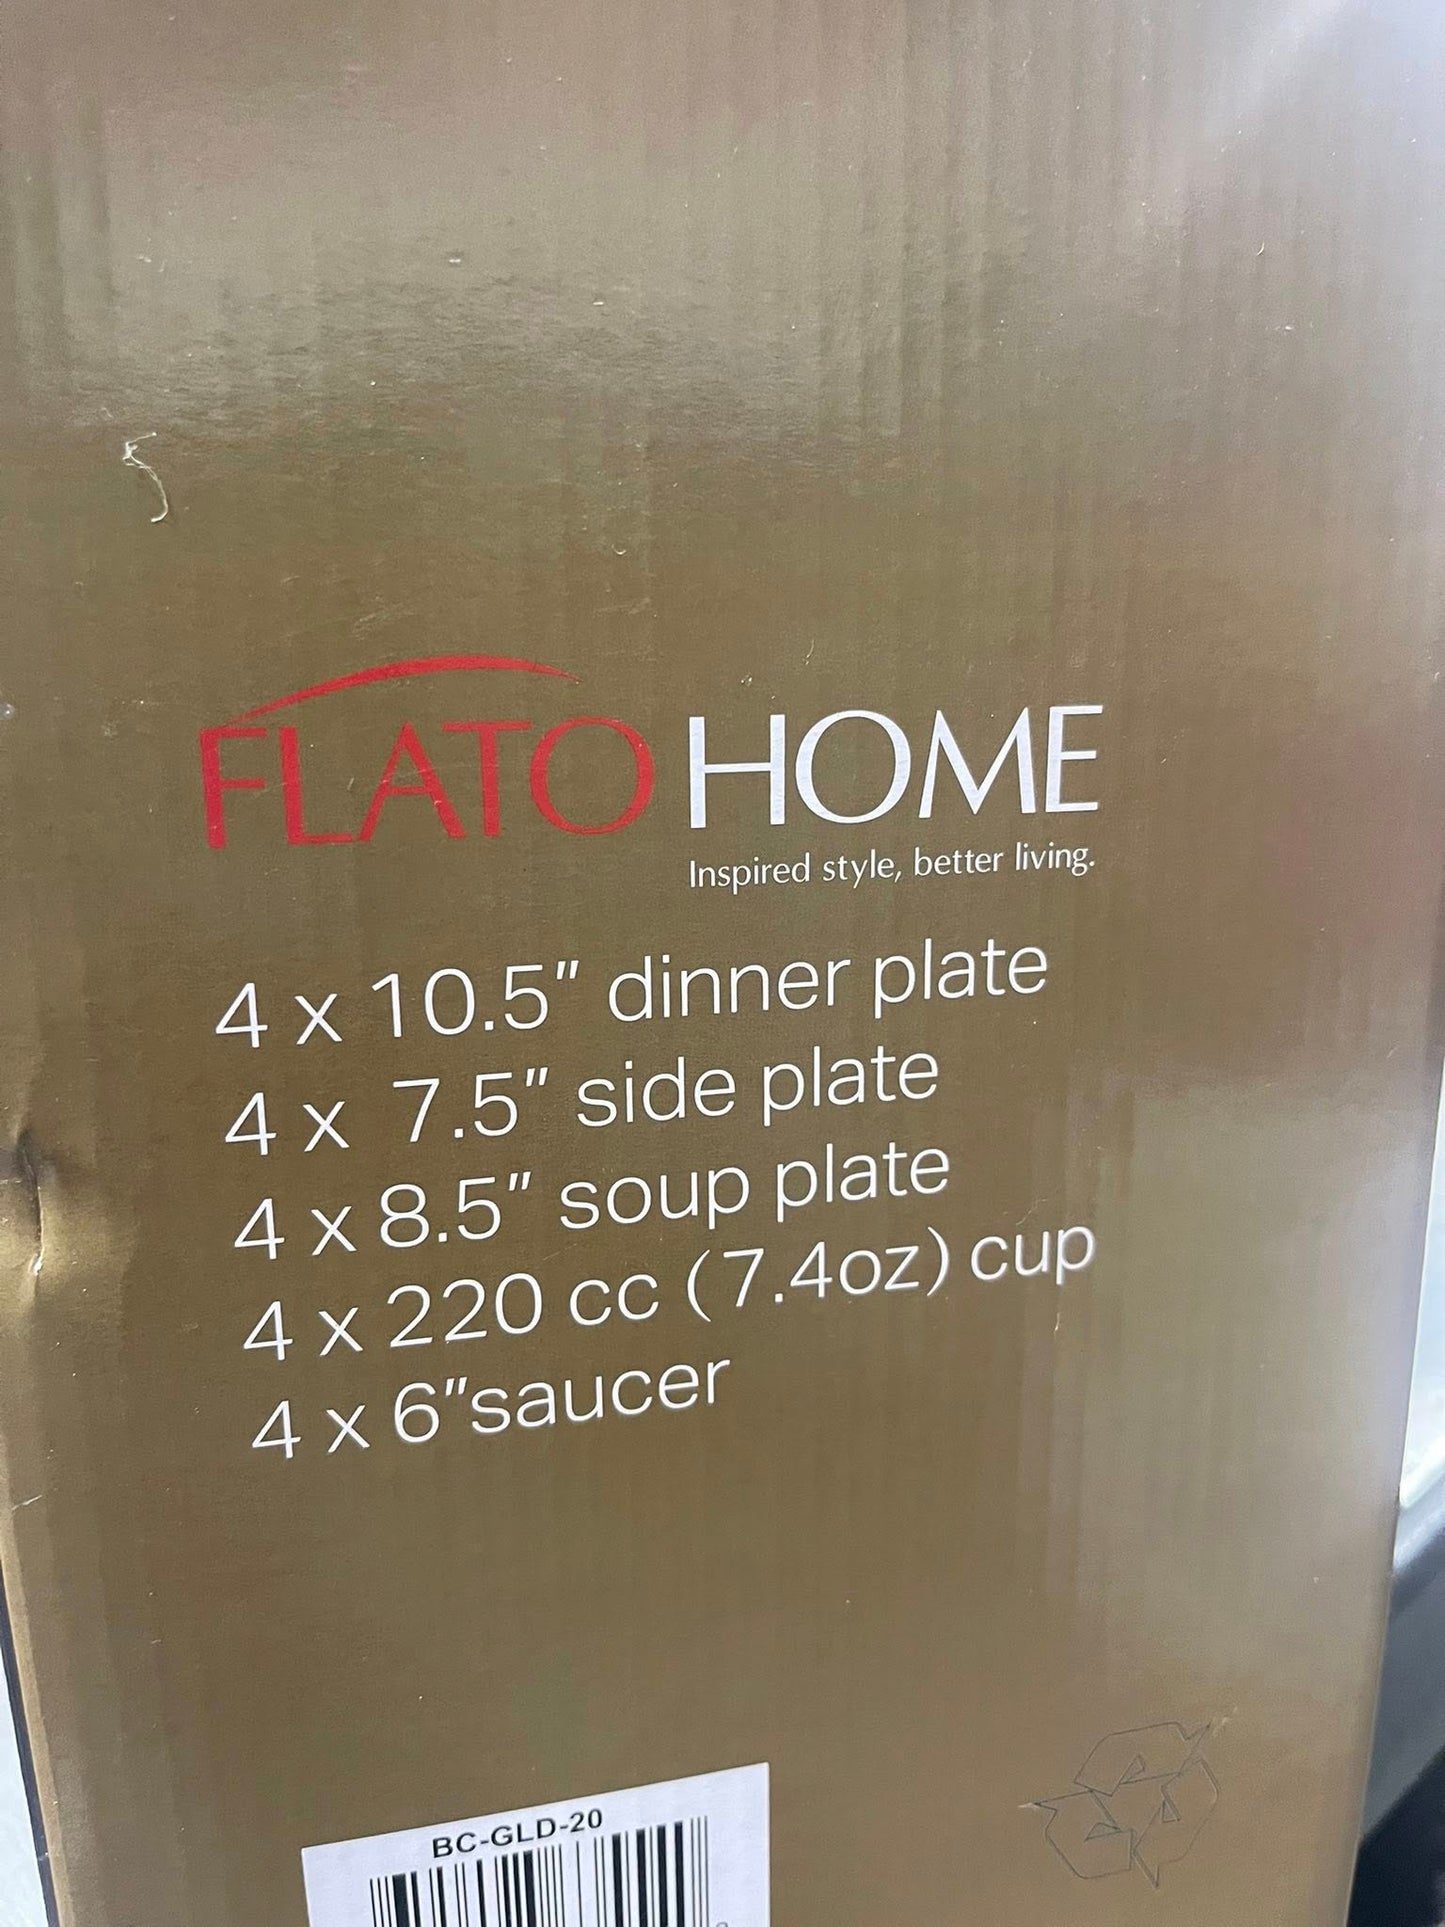 FLATO HOME
Inspired style, better living.
4 x 10.5" dinner plate
4 x 7.5" side plate
4 x 8.5" soup plate
4 x 220 cc (7.4oz) cup
4 x 6"saucer
BC-GLD-20